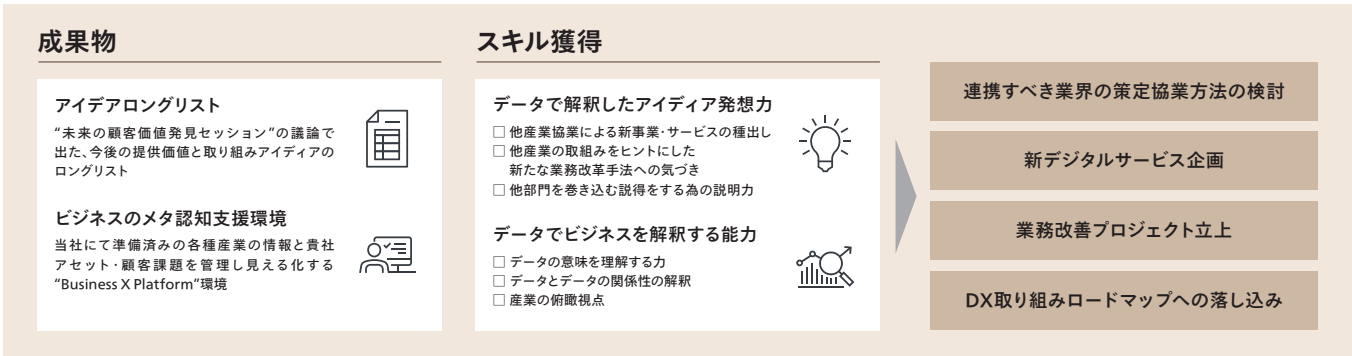 成果物
アイデアロングリスト
“未来の顧客価値発見セッション”の議論で
出た、今後の提供価値と取り組みアイディアの
ロングリスト
ビジネスのメタ認知支援環境
当社にて準備済みの各種産業の情報と貴社
アセット・顧客課題を管理し見える化する
“Business X Platform”環境
スキル獲得
データで解釈したアイディア発想力
□ 他産業協業による新事業・サービスの種出し
□ 他産業の取組みをヒントにした
新たな業務改革手法への気づき
□ 他部門を巻き込む説得をする為の説明力
データでビジネスを解釈する能力
□ データの意味を理解する力
□ データとデータの関係性の解釈
□ 産業の俯瞰視点
連携すべき業界の策定協業方法の検討
新デジタルサービス企画
業務改善プロジェクト立上
DX取り組みロードマップへの落し込み